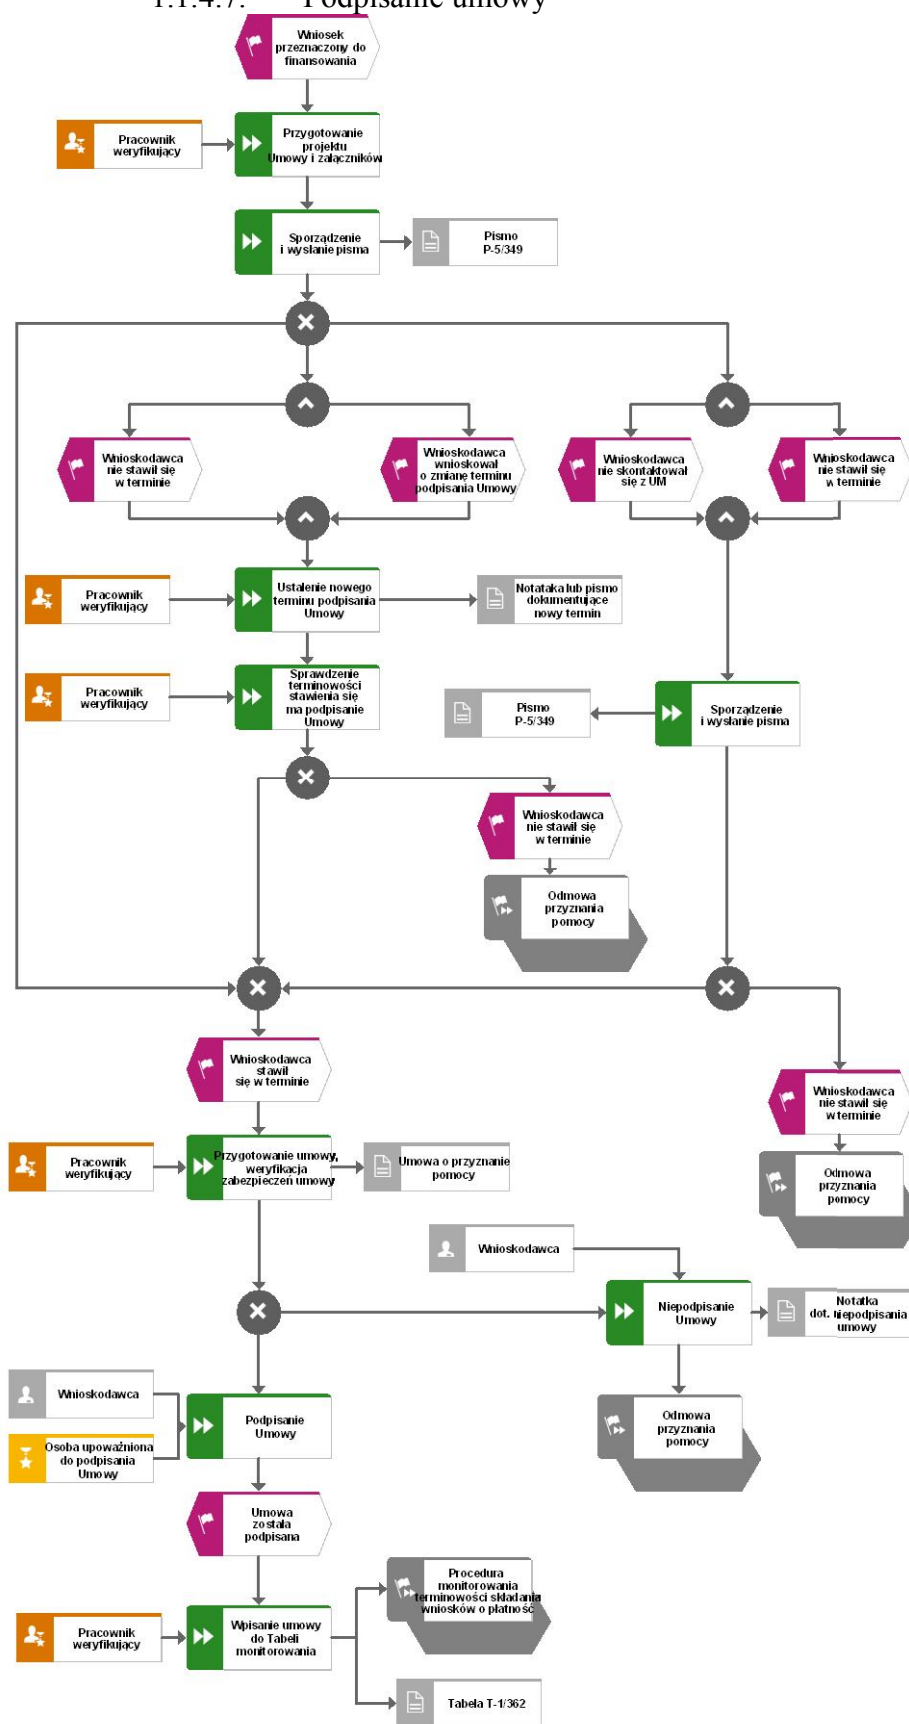 1.1.4.7. Podpisanie umowy
Wniosek
przeznaczony do
finansowania
Pracownik
weryfikujący
Przygotowanie
projektu
Umowy i załączników
Sporządzenie
i wysłanie pisma
Pismo
P-5/349
Wnioskodawca
nie stawił się
w terminie
Wnioskodawca
wnioskował
o zmianę terminu
podpisania Umowy
Wnioskodawca
nie skontaktował
się z UM
Wnioskodawca
nie stawił się
w terminie
Pracownik
weryfikujący
Ustalenie nowego
terminu podpisania
Umowy
Notataka lub pismo
dokumentujące
nowy termin
Pracownik
weryfikujący
Sprawdzenie
terminowości
stawienia się
ma podpisanie
Umowy
Pismo
P-5/349
Sporządzenie
i wysłanie pisma
Wnioskodawca
nie stawił się
w terminie
Odmowa
przyznania
pomocy
Wnioskodawca
stawił
się w terminie
Wnioskodawca
nie stawił się
w terminie
Pracownik
weryfikujący
Przygotowanie umowy,
weryfikacja
zabezpieczeń umowy
Umowa o przyznanie
pomocy
Odmowa
przyznania
pomocy
Wnioskodawca
Niepodpisanie
Umowy
Notatka
dot. niepodpisania
umowy
Wnioskodawca
Osoba upoważniona
do podpisania
Umowy
Podpisanie
Umowy
Odmowa
przyznania
pomocy
Umowa
została
podpisana
Procedura
monitorowania
terminowości składania
wniosków o płatność
Pracownik
weryfikujący
Wpisanie umowy
do Tabeli
monitorowania
Tabela T-1/362